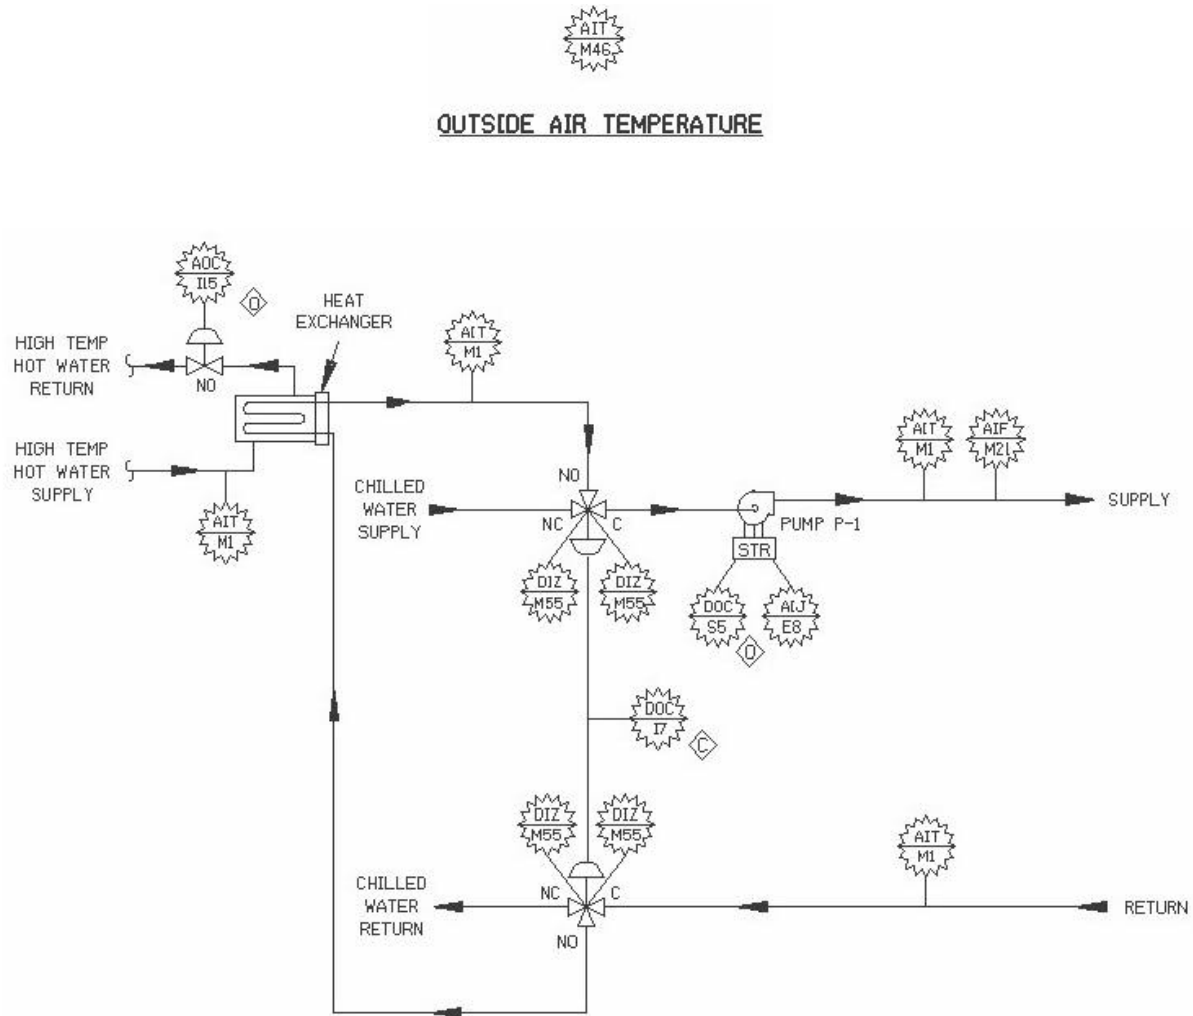 AIT
M46
OUTSIDE AIR TEMPERATURE
AOC
I15
O
HEAT
EXCHANGER
HIGH TEMP
HOT WATER
RETURN
NO
AIT
M1
HIGH TEMP
HOT WATER
SUPPLY
AIT
M1
NO
CHILLED
WATER
SUPPLY
NC
C
DIZ
M55
DIZ
M55
PUMP P-1
STR
DOC
S5
O
AIJ
E8
AIT
M1
AIF
M21
SUPPLY
DOC
I7
C
DIZ
M55
DIZ
M55
AIT
M1
CHILLED
WATER
RETURN
NC
C
NO
RETURN